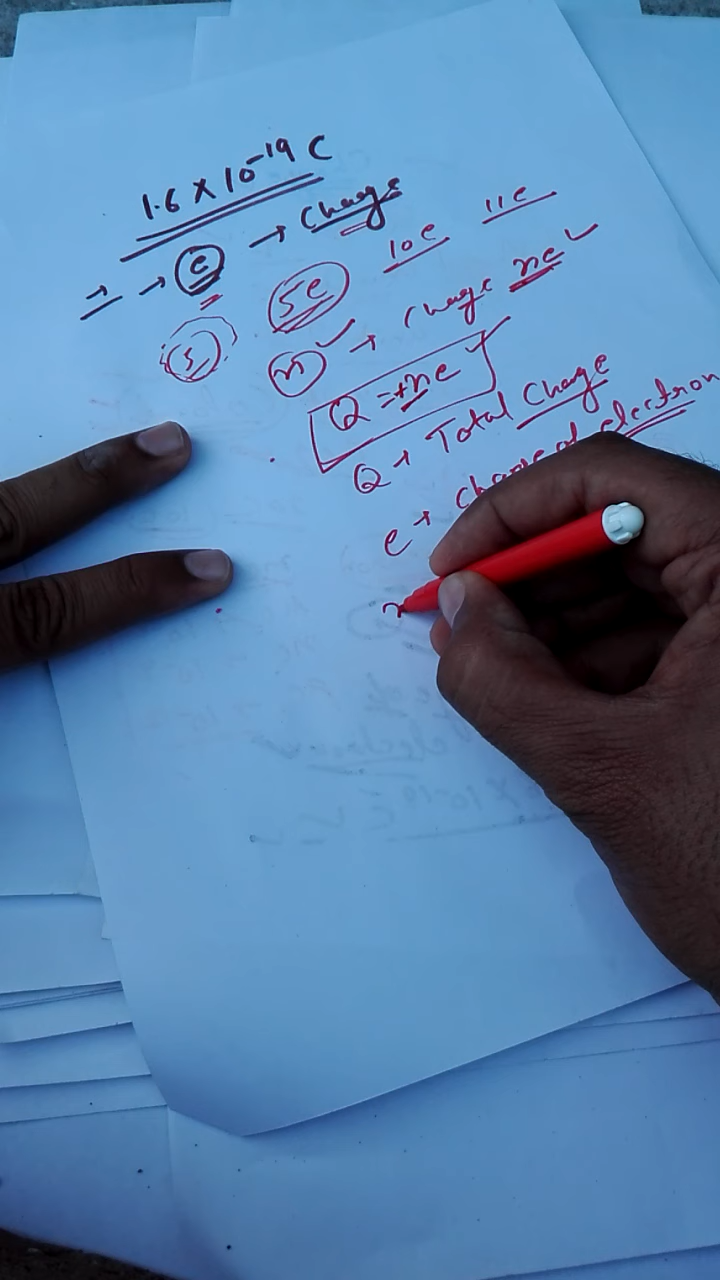 1.6 X 10⁻¹⁹ C
→ → e → Charge
5 5e 10e 11e
n → Charge ne ✓
Q = +ne
Q → Total Charge
e → Charge of electron
n